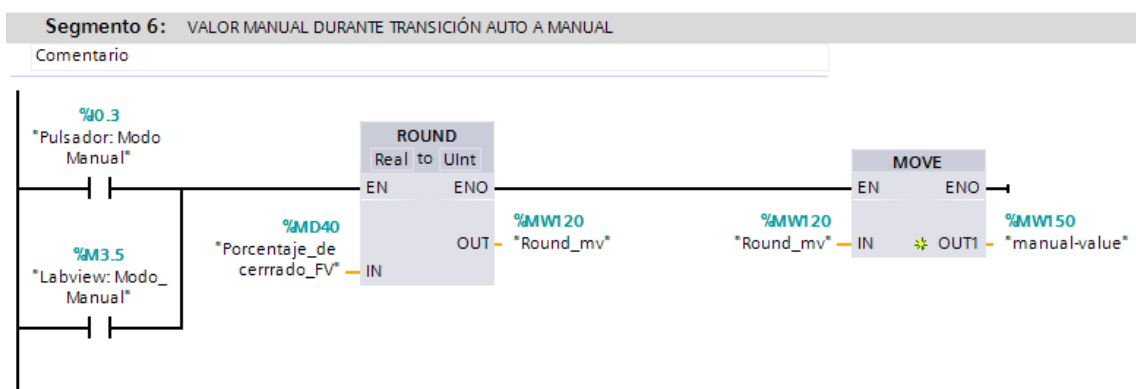 Segmento 6: VALOR MANUAL DURANTE TRANSICIÓN AUTO A MANUAL
Comentario
%I0.3
"Pulsador: Modo
Manual"
%M3.5
"Labview: Modo_
Manual"
ROUND
Real to UInt
EN ENO
%MD40
"Porcentaje_de
cerrrado_FV"
IN
OUT
%MW120
"Round_mv"
MOVE
EN ENO
%MW120
"Round_mv"
IN OUT1
%MW150
"manual-value"